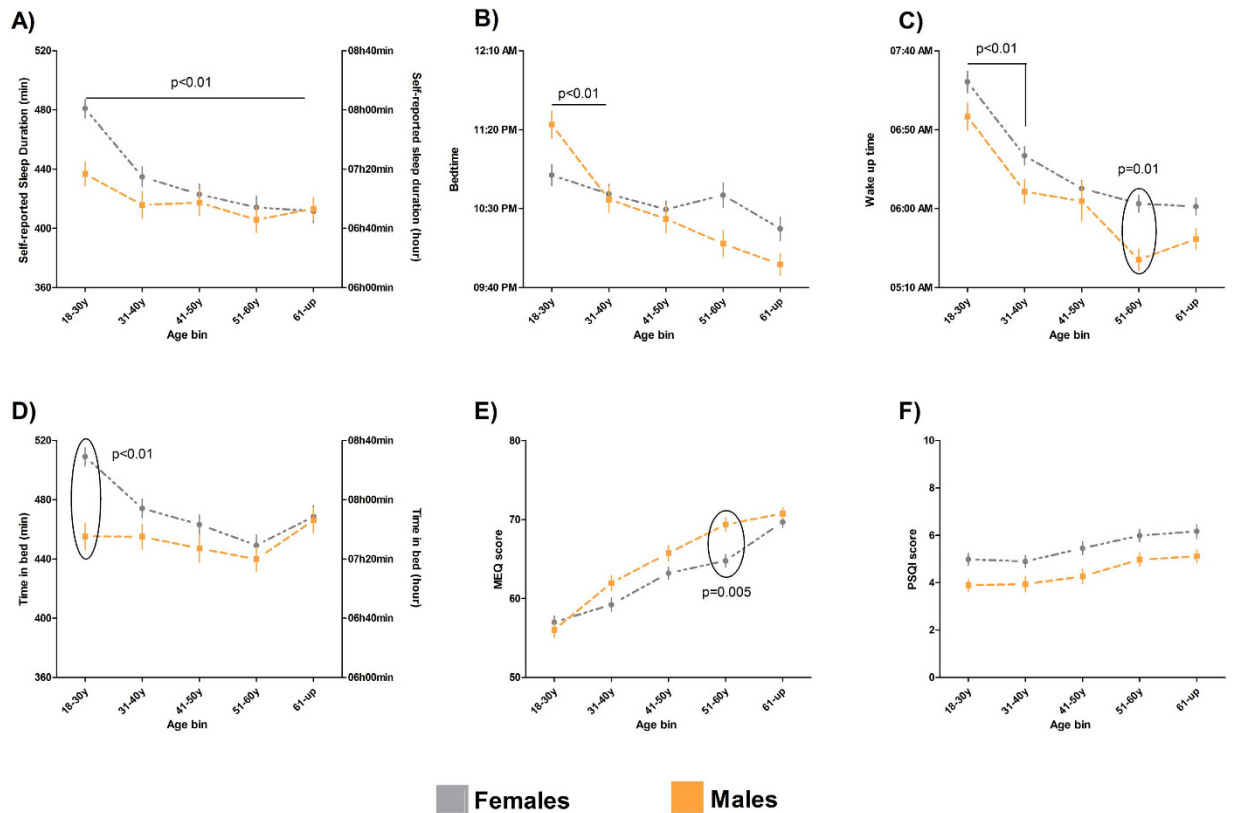 A)
Self-reported Sleep Duration (min)
520
480
440
400
360
p<0.01
08h40min
08h00min
07h20min
06h40min
06h00min
Self-reported sleep duration (hour)
18-30y
31-40y
41-50y
51-60y
61-up
Age bin
B)
Bedtime
12:10 AM
11:20 PM
10:30 PM
09:40 PM
p<0.01
18-30y
31-40y
41-50y
51-60y
61-up
Age bin
C)
Wake up time
07:40 AM
06:50 AM
06:00 AM
05:10 AM
p<0.01
p=0.01
18-30y
31-40y
41-50y
51-60y
61-up
Age bin
D)
Time in bed (min)
520
480
440
400
360
p<0.01
08h40min
08h00min
07h20min
06h40min
06h00min
Time in bed (hour)
18-30y
31-40y
41-50y
51-60y
61-up
Age bin
E)
MEQ score
80
70
60
50
p=0.005
18-30y
31-40y
41-50y
51-60y
61-up
Age bin
F)
PSQI score
10
8
6
4
2
0
18-30y
31-40y
41-50y
51-60y
61-up
Age bin
Females
Males